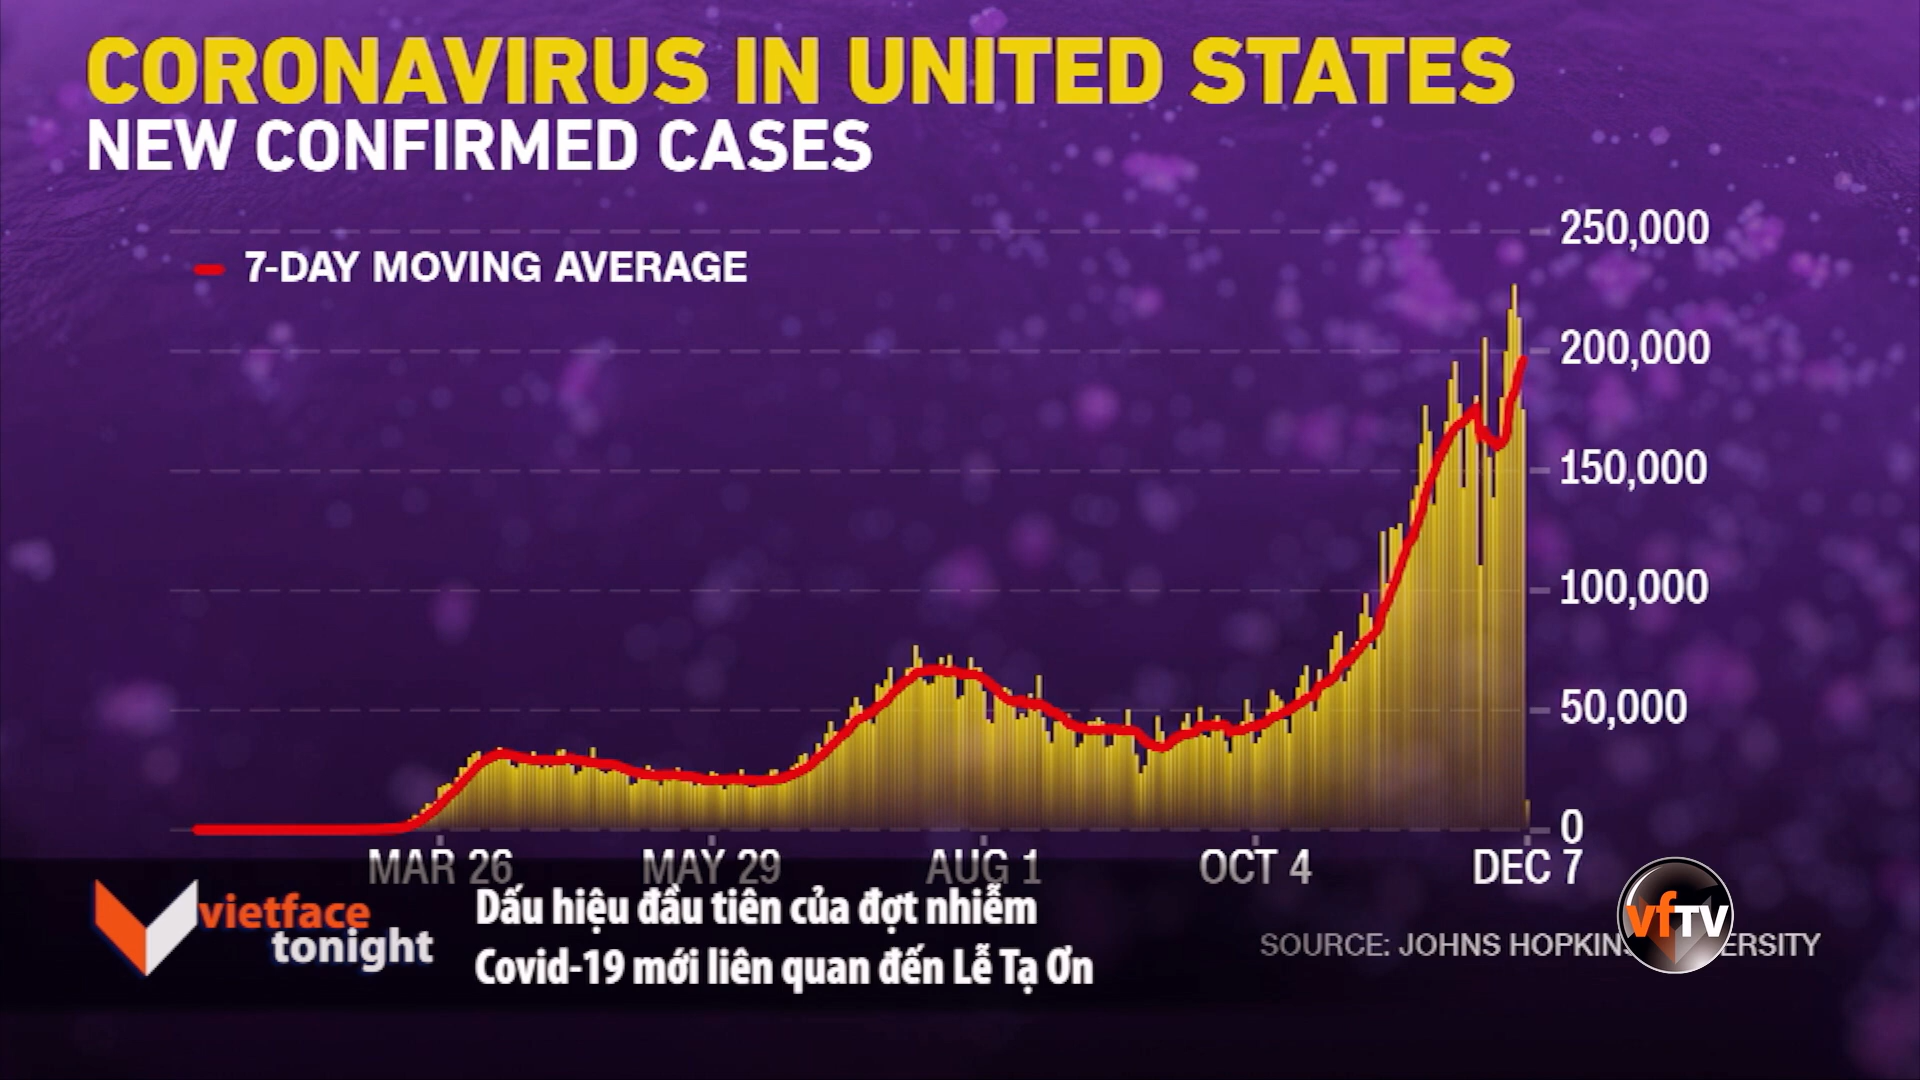 CORONAVIRUS IN UNITED STATES
NEW CONFIRMED CASES
7-DAY MOVING AVERAGE
250,000
200,000
150,000
100,000
50,000
0
MAR 26 MAY 29 AUG 1 OCT 4 DEC 7
vietface
tonight
Dấu hiệu đầu tiên của đợt nhiễm
Covid-19 mới liên quan đến Lễ Tạ Ơn
SOURCE: JOHNS
vfTV